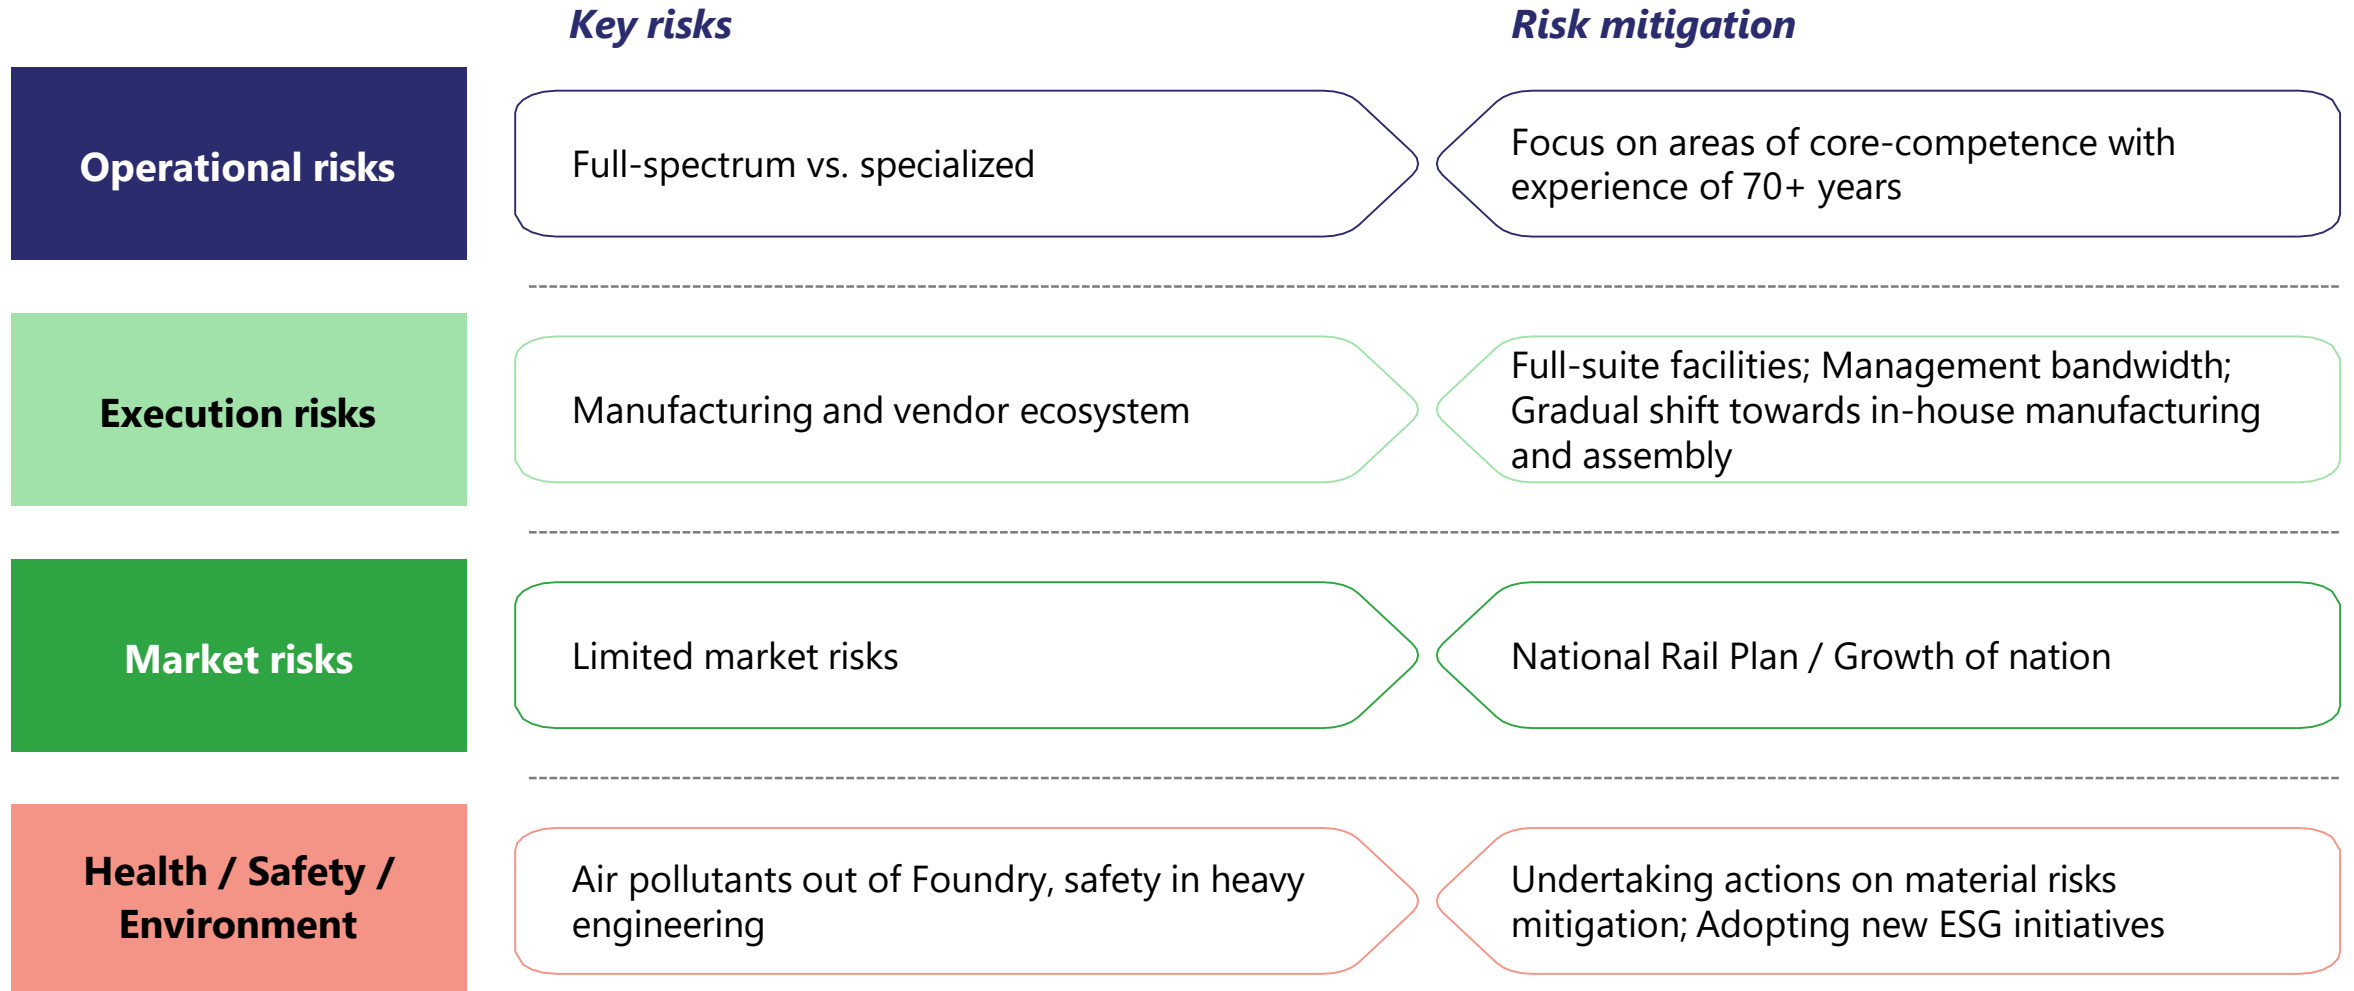 Key risks
Risk mitigation
Operational risks
Full-spectrum vs. specialized
Focus on areas of core-competence with
experience of 70+ years
Execution risks
Manufacturing and vendor ecosystem
Full-suite facilities; Management bandwidth;
Gradual shift towards in-house manufacturing
and assembly
Market risks
Limited market risks
National Rail Plan / Growth of nation
Health / Safety /
Environment
Air pollutants out of Foundry, safety in heavy
engineering
Undertaking actions on material risks
mitigation; Adopting new ESG initiatives